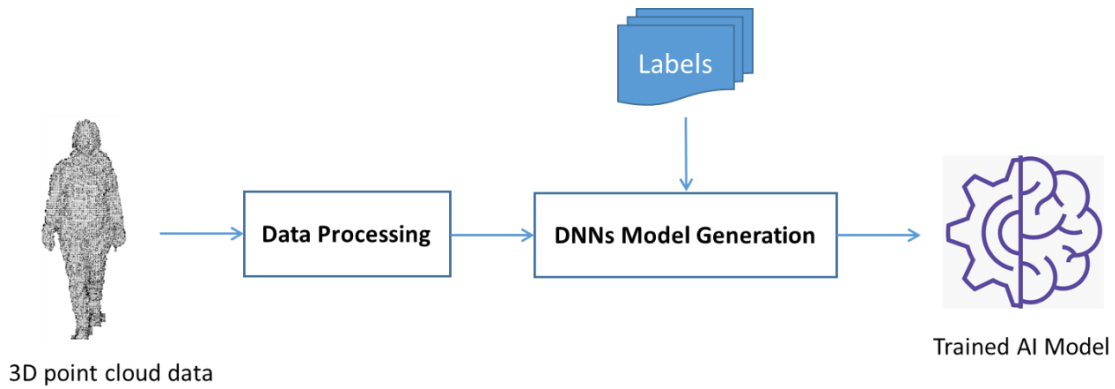 Labels
Data Processing
DNNs Model Generation
Trained AI Model
3D point cloud data